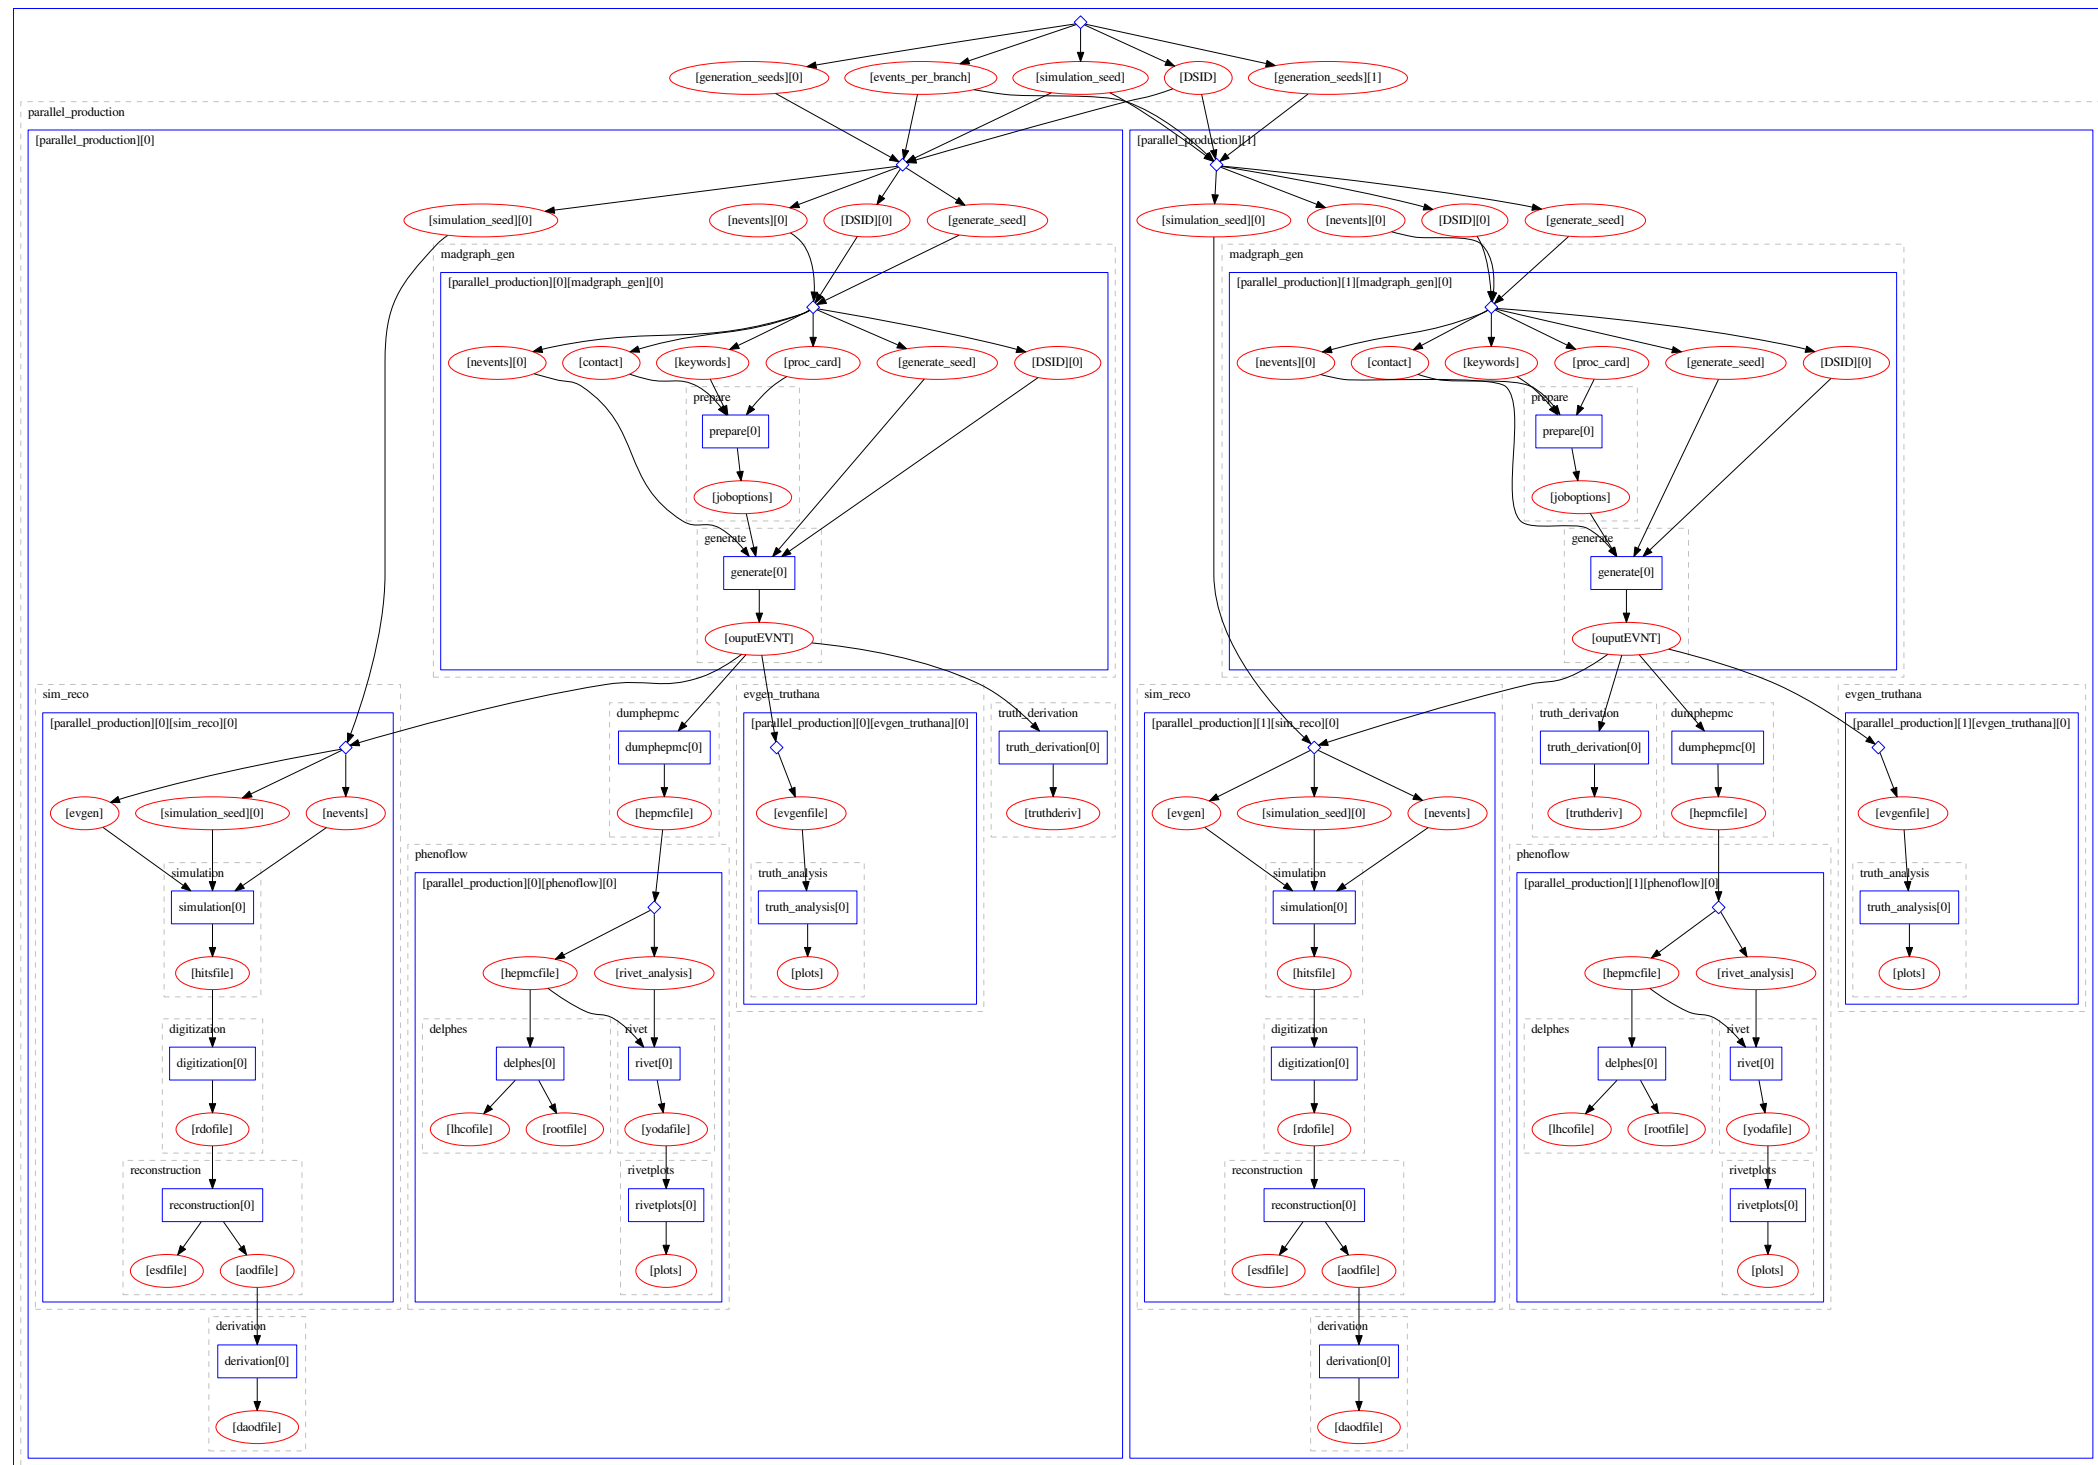 [generation_seeds][0] [events_per_branch] [simulation_seed] [DSID] [generation_seeds][1]
parallel_production
[parallel_production][0] [parallel_production][1]
[simulation_seed][0] [nevents][0] [DSID][0] [generate_seed] [simulation_seed][0] [nevents][0] [DSID][0] [generate_seed]
madgraph_gen madgraph_gen
[parallel_production][0][madgraph_gen][0] [parallel_production][1][madgraph_gen][0]
[nevents][0] [contact] [keywords] [proc_card] [generate_seed] [DSID][0] [nevents][0] [contact] [keywords] [proc_card] [generate_seed] [DSID][0]
prepare prepare
prepare[0] prepare[0]
[joboptions] [joboptions]
generate generate
generate[0] generate[0]
[ouputEVNT] [ouputEVNT]
sim_reco evgen_truthana sim_reco evgen_truthana
dumphepmc truth_derivation truth_derivation dumphepmc
[parallel_production][0][sim_reco][0] [parallel_production][0][evgen_truthana][0] [parallel_production][1][sim_reco][0] [parallel_production][1][evgen_truthana][0]
dumphepmc[0] truth_derivation[0] truth_derivation[0] dumphepmc[0]
[evgen] [simulation_seed][0] [nevents] [hepmcfile] [evgenfile] [truthderiv] [evgen] [simulation_seed][0] [nevents] [truthderiv] [hepmcfile] [evgenfile]
phenoflow phenoflow
simulation truth_analysis simulation truth_analysis
[parallel_production][0][phenoflow][0] [parallel_production][1][phenoflow][0]
simulation[0] truth_analysis[0] simulation[0] truth_analysis[0]
[hitsfile] [hepmcfile] [rivet_analysis] [plots] [hitsfile] [hepmcfile] [rivet_analysis] [plots]
digitization delphes rivet digitization delphes rivet
digitization[0] delphes[0] rivet[0] digitization[0] delphes[0] rivet[0]
[rdofile] [lhcofile] [rootfile] [yodafile] [rdofile] [lhcofile] [rootfile] [yodafile]
reconstruction rivetplots reconstruction rivetplots
reconstruction[0] rivetplots[0] reconstruction[0] rivetplots[0]
[esdfile] [aodfile] [plots] [esdfile] [aodfile] [plots]
derivation derivation
derivation[0] derivation[0]
[daodfile] [daodfile]